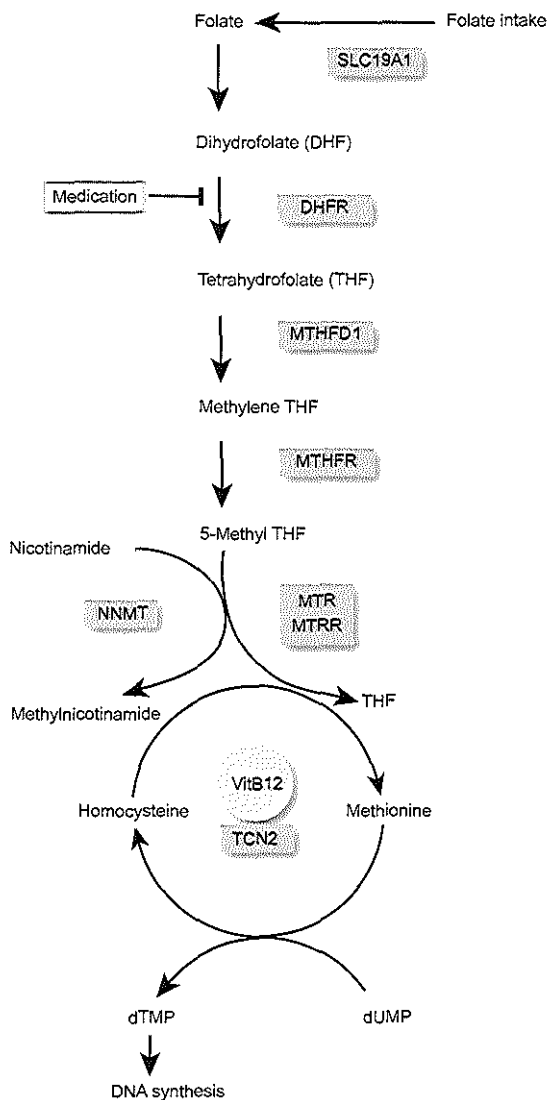 Folate
Folate intake
SLC19A1
Dihydrofolate (DHF)
Medication
DHFR
Tetrahydrofolate (THF)
MTHFD1
Methylene THF
MTHFR
5-Methyl THF
Nicotinamide
NNMT
MTR
MTRR
Methylnicotinamide
THF
VitB12
Homocysteine
Methionine
TCN2
dTMP
dUMP
DNA synthesis